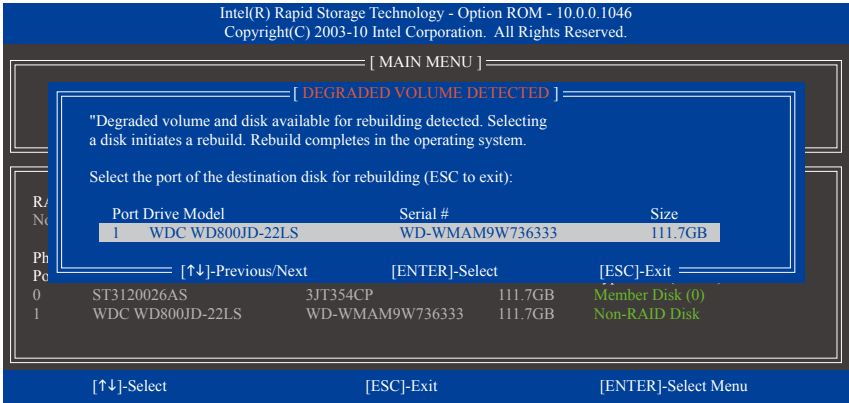 Intel(R) Rapid Storage Technology - Option ROM - 10.0.0.1046
Copyright(C) 2003-10 Intel Corporation. All Rights Reserved.
[ MAIN MENU ]
[ DEGRADED VOLUME DETECTED ]
"Degraded volume and disk available for rebuilding detected. Selecting
a disk initiates a rebuild. Rebuild completes in the operating system.
Select the port of the destination disk for rebuilding (ESC to exit):
Port Drive Model Serial # Size
1 WDC WD800JD-22LS WD-WMAM9W736333 111.7GB
[↑↓]-Previous/Next [ENTER]-Select [ESC]-Exit
0 ST3120026AS 3JT354CP 111.7GB Member Disk (0)
1 WDC WD800JD-22LS WD-WMAM9W736333 111.7GB Non-RAID Disk
[↑↓]-Select [ESC]-Exit [ENTER]-Select Menu